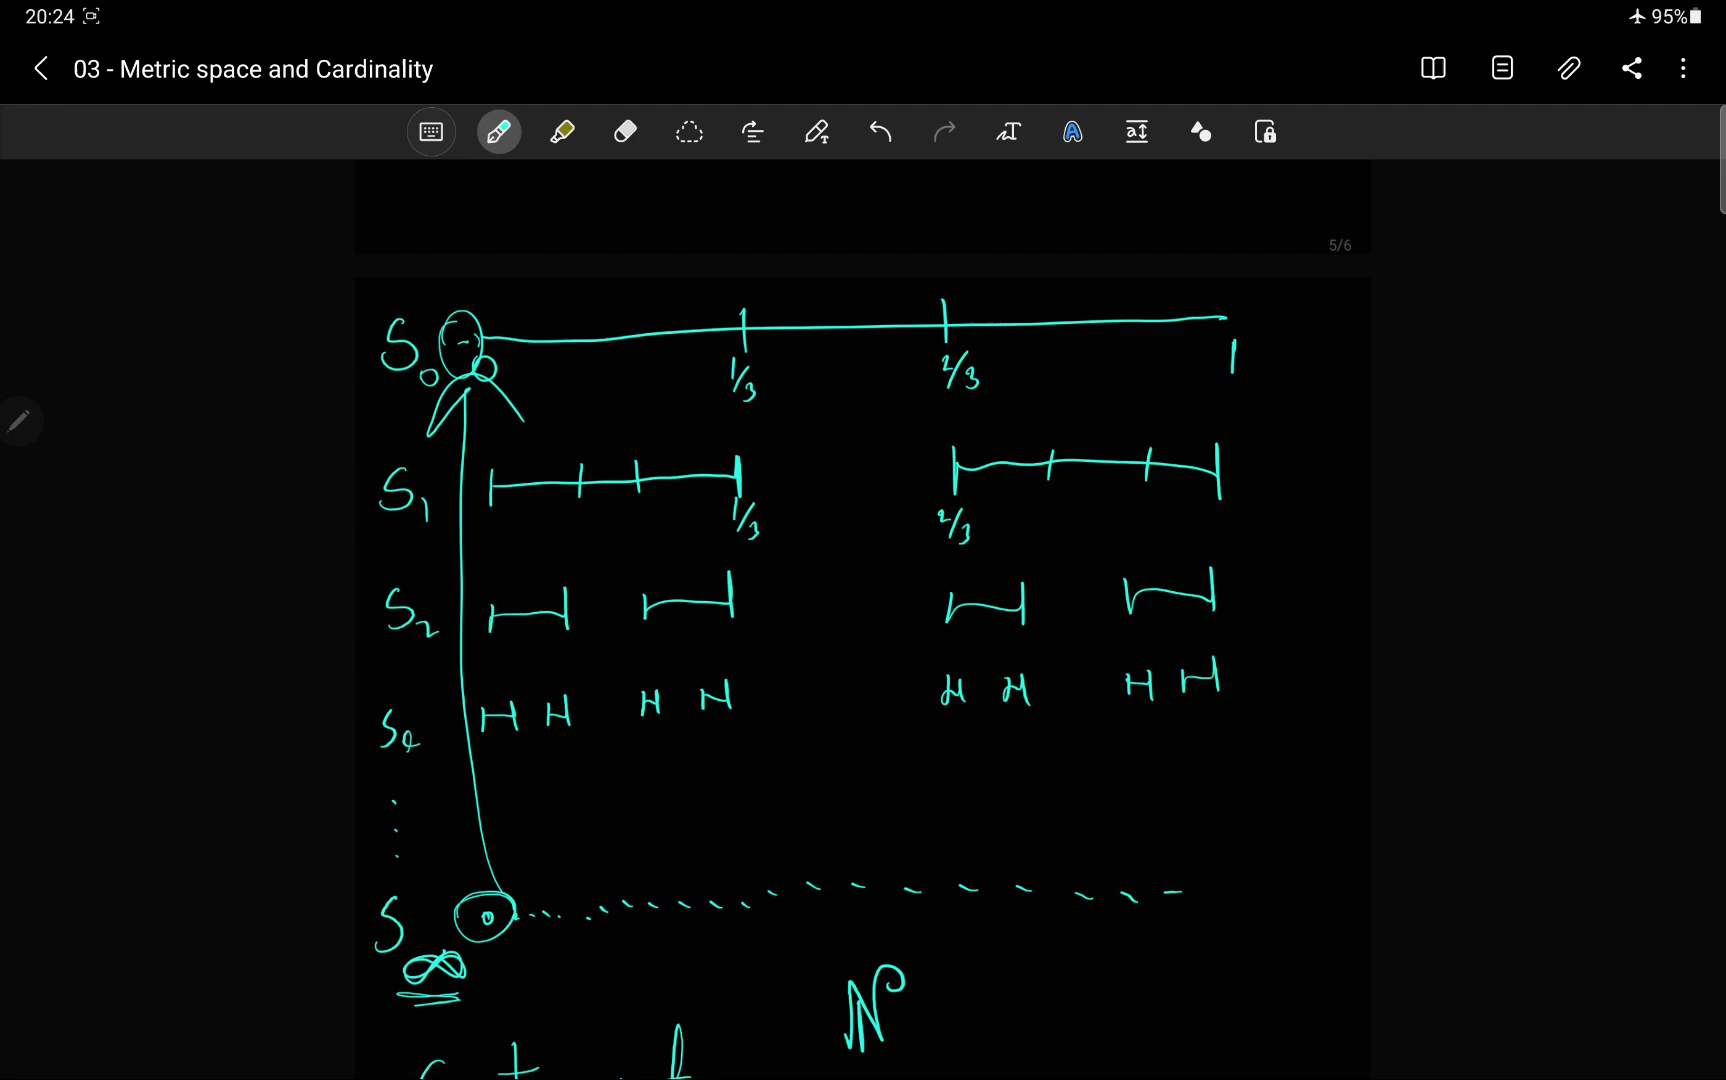 20:24
95%
03 - Metric space and Cardinality
5/6
S₀
0
1/3
2/3
1
S₁
1/3
2/3
S₂
⋮
S∞